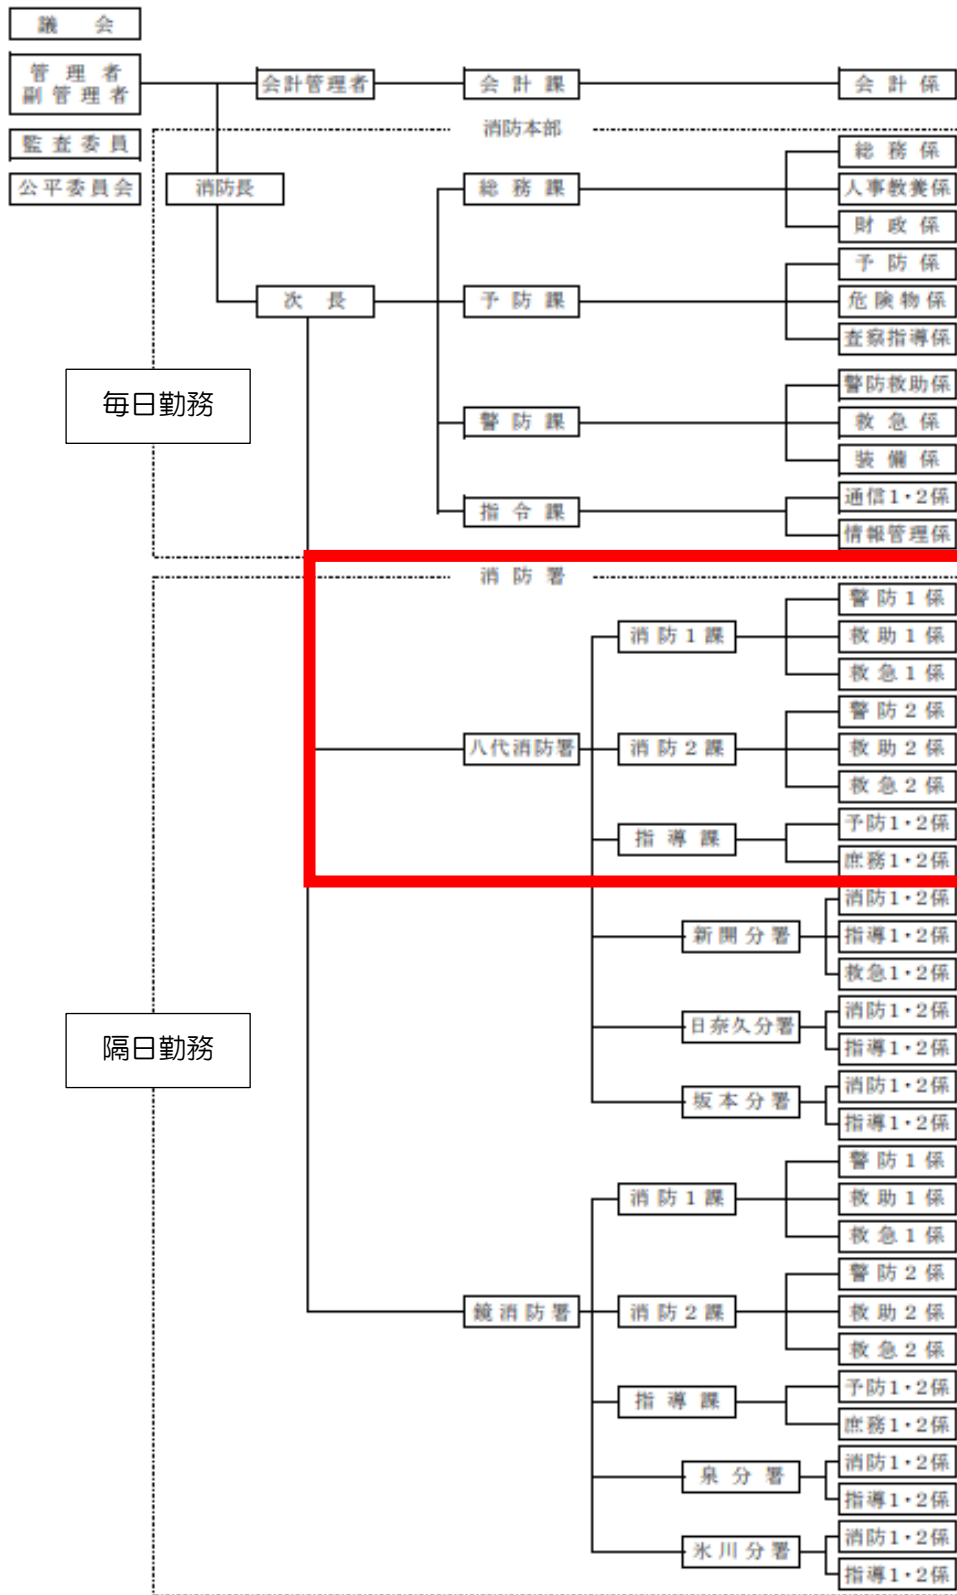 議会
管理者
副管理者
会計管理者
会計課
会計係
監査委員
公平委員会
消防本部
消防長
総務課
総務係
人事教養係
財政係
次長
予防課
予防係
危険物係
査察指導係
毎日勤務
警防課
警防救助係
救急係
装備係
指令課
通信1・2係
情報管理係
消防署
八代消防署
消防1課
警防1係
救助1係
救急1係
消防2課
警防2係
救助2係
救急2係
指導課
予防1・2係
庶務1・2係
新開分署
消防1・2係
指導1・2係
救急1・2係
隔日勤務
日奈久分署
消防1・2係
指導1・2係
坂本分署
消防1・2係
指導1・2係
鏡消防署
消防1課
警防1係
救助1係
救急1係
消防2課
警防2係
救助2係
救急2係
指導課
予防1・2係
庶務1・2係
泉分署
消防1・2係
指導1・2係
氷川分署
消防1・2係
指導1・2係